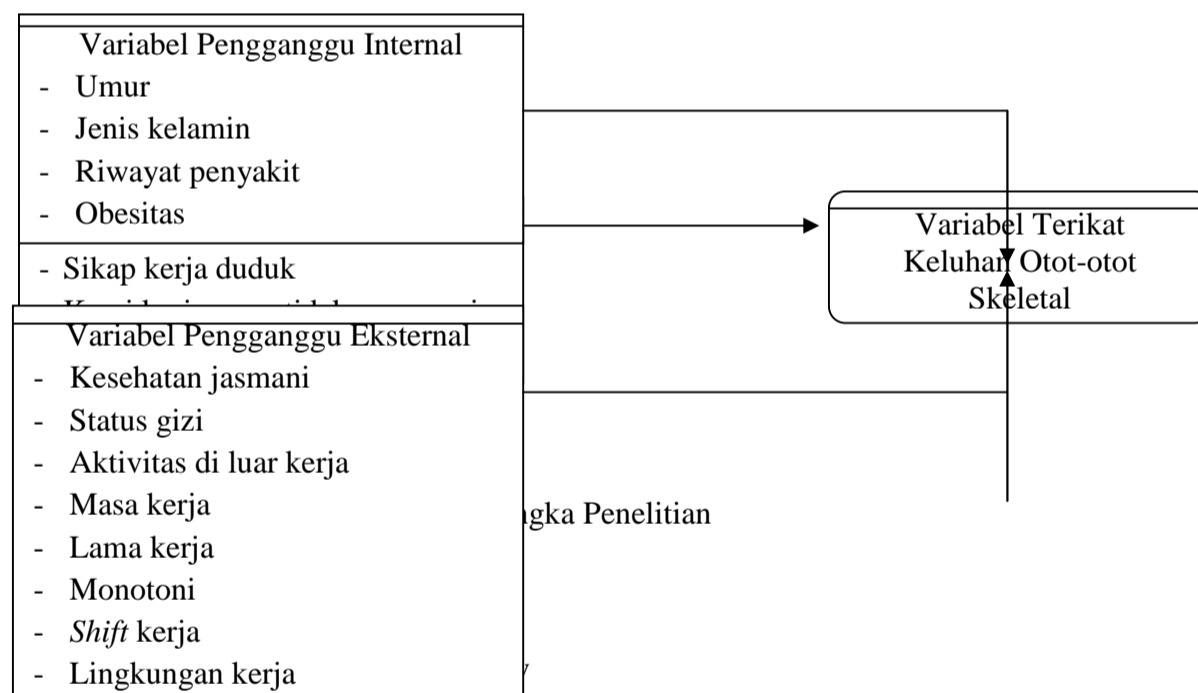 Variabel Pengganggu Internal
- Umur
- Jenis kelamin
- Riwayat penyakit
- Obesitas
- Sikap kerja duduk
Variabel Terikat
Keluhan Otot-otot
Skeletal
Variabel Pengganggu Eksternal
- Kesehatan jasmani
- Status gizi
- Aktivitas di luar kerja
- Masa kerja
- Lama kerja
- Monotoni
- Shift kerja
- Lingkungan kerja
Penelitian